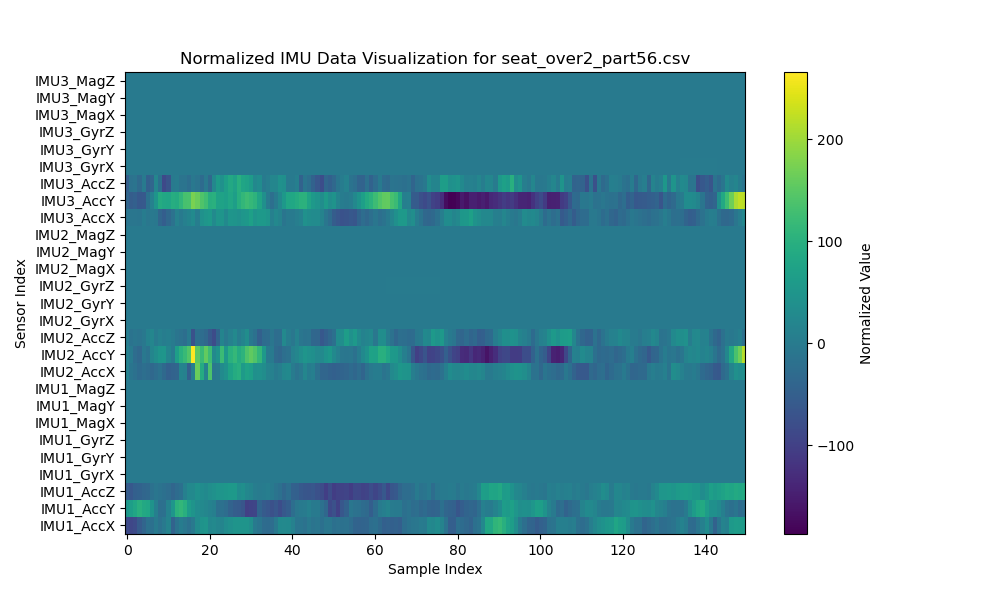 Normalized IMU Data Visualization for seat_over2_part56.csv
IMU3_MagZ
IMU3_MagY
IMU3_MagX
IMU3_GyrZ
IMU3_GyrY
IMU3_GyrX
IMU3_AccZ
IMU3_AccY
IMU3_AccX
IMU2_MagZ
IMU2_MagY
IMU2_MagX
IMU2_GyrZ
IMU2_GyrY
IMU2_GyrX
IMU2_AccZ
IMU2_AccY
IMU2_AccX
IMU1_MagZ
IMU1_MagY
IMU1_MagX
IMU1_GyrZ
IMU1_GyrY
IMU1_GyrX
IMU1_AccZ
IMU1_AccY
IMU1_AccX
Sensor Index
0 20 40 60 80 100 120 140
Sample Index
200
100
0
−100
Normalized Value